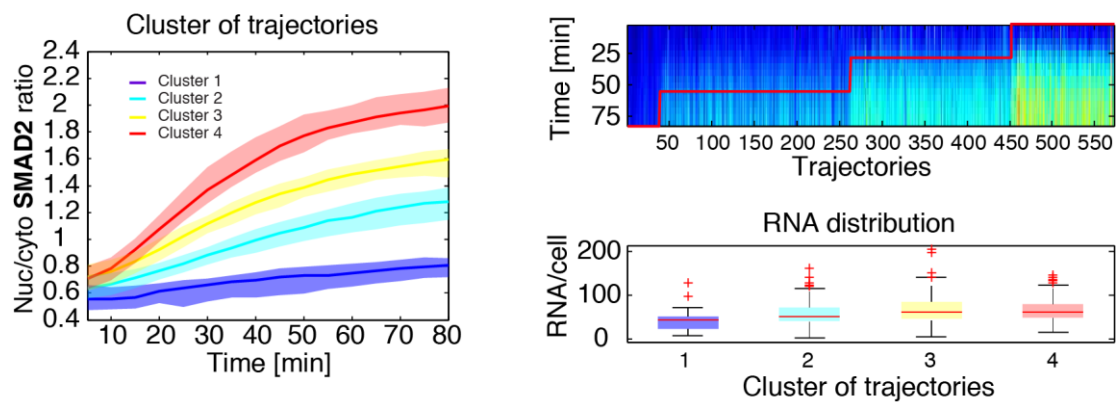 Cluster of trajectories
Nuc/cyto SMAD2 ratio
2.4
2.2
2
1.8
1.6
1.4
1.2
1
0.8
0.6
0.4
Cluster 1
Cluster 2
Cluster 3
Cluster 4
10 20 30 40 50 60 70 80
Time [min]
Time [min]
25
50
75
50 100 150 200 250 300 350 400 450 500 550
Trajectories
RNA distribution
RNA/cell
200
100
0
1 2 3 4
Cluster of trajectories